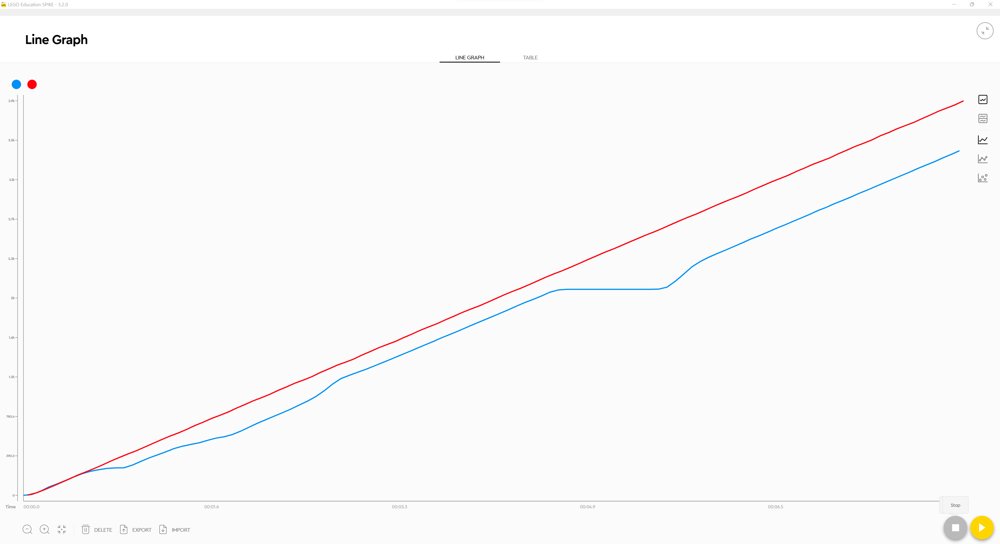 LEGO Education SPIKE - 3.2.0
Line Graph
LINE GRAPH TABLE
3.9k
3.5k
3.1k
2.7k
2.3k
2k
1.6k
1.2k
780.4
390.2
0
Time 00:00.0 00:01.6 00:03.3 00:04.9 00:06.5
Stop
DELETE EXPORT IMPORT